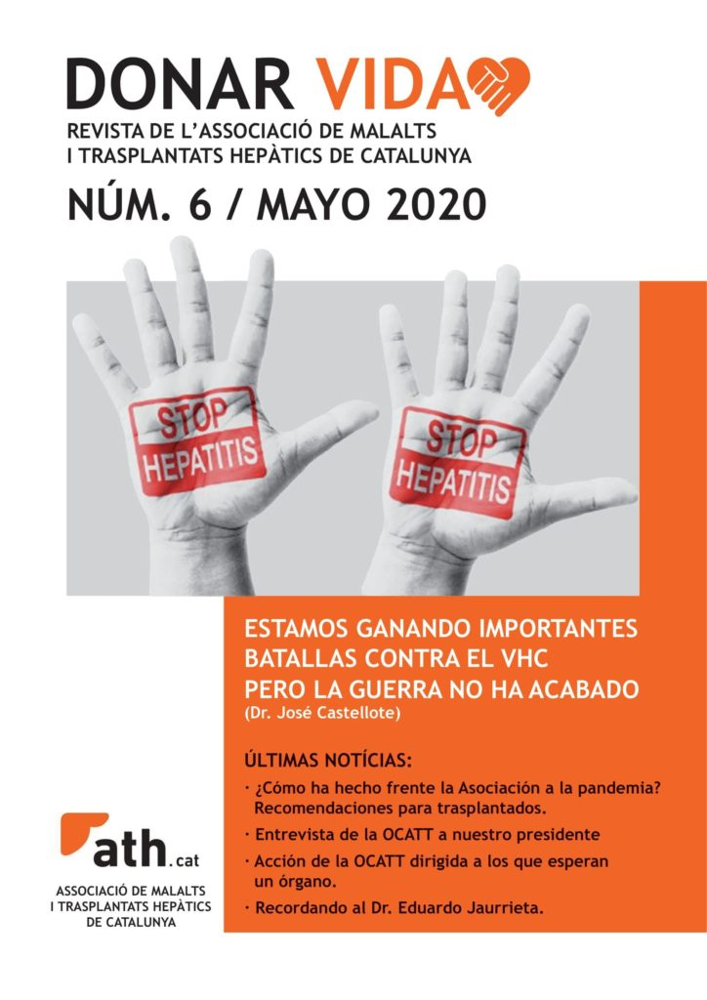 DONAR VIDA
REVISTA DE L’ASSOCIACIÓ DE MALALTS
I TRASPLANTATS HEPÀTICS DE CATALUNYA
NÚM. 6 / MAYO 2020
STOP
HEPATITIS
STOP
HEPATITIS
ESTAMOS GANANDO IMPORTANTES
BATALLAS CONTRA EL VHC
PERO LA GUERRA NO HA ACABADO
(Dr. José Castellote)
ÚLTIMAS NOTÍCIAS:
· ¿Cómo ha hecho frente la Asociación a la pandemia?
Recomendaciones para trasplantados.
· Entrevista de la OCATT a nuestro presidente
· Acción de la OCATT dirigida a los que esperan
un órgano.
· Recordando al Dr. Eduardo Jaurrieta.
ath.cat
ASSOCIACIÓ DE MALALTS
I TRASPLANTATS HEPÀTICS
DE CATALUNYA